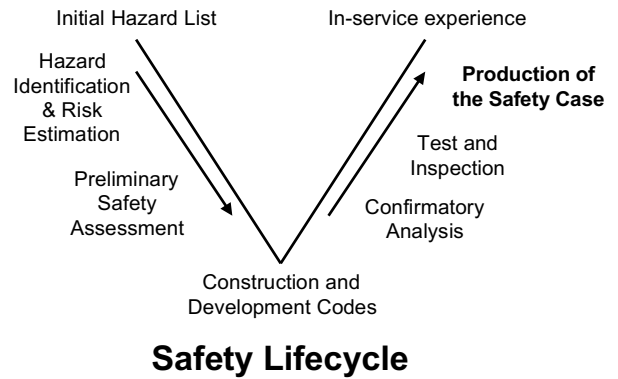 Initial Hazard List
In-service experience
Hazard
Identification
& Risk
Estimation
Production of
the Safety Case
Test and
Inspection
Preliminary
Safety
Assessment
Confirmatory
Analysis
Construction and
Development Codes
Safety Lifecycle